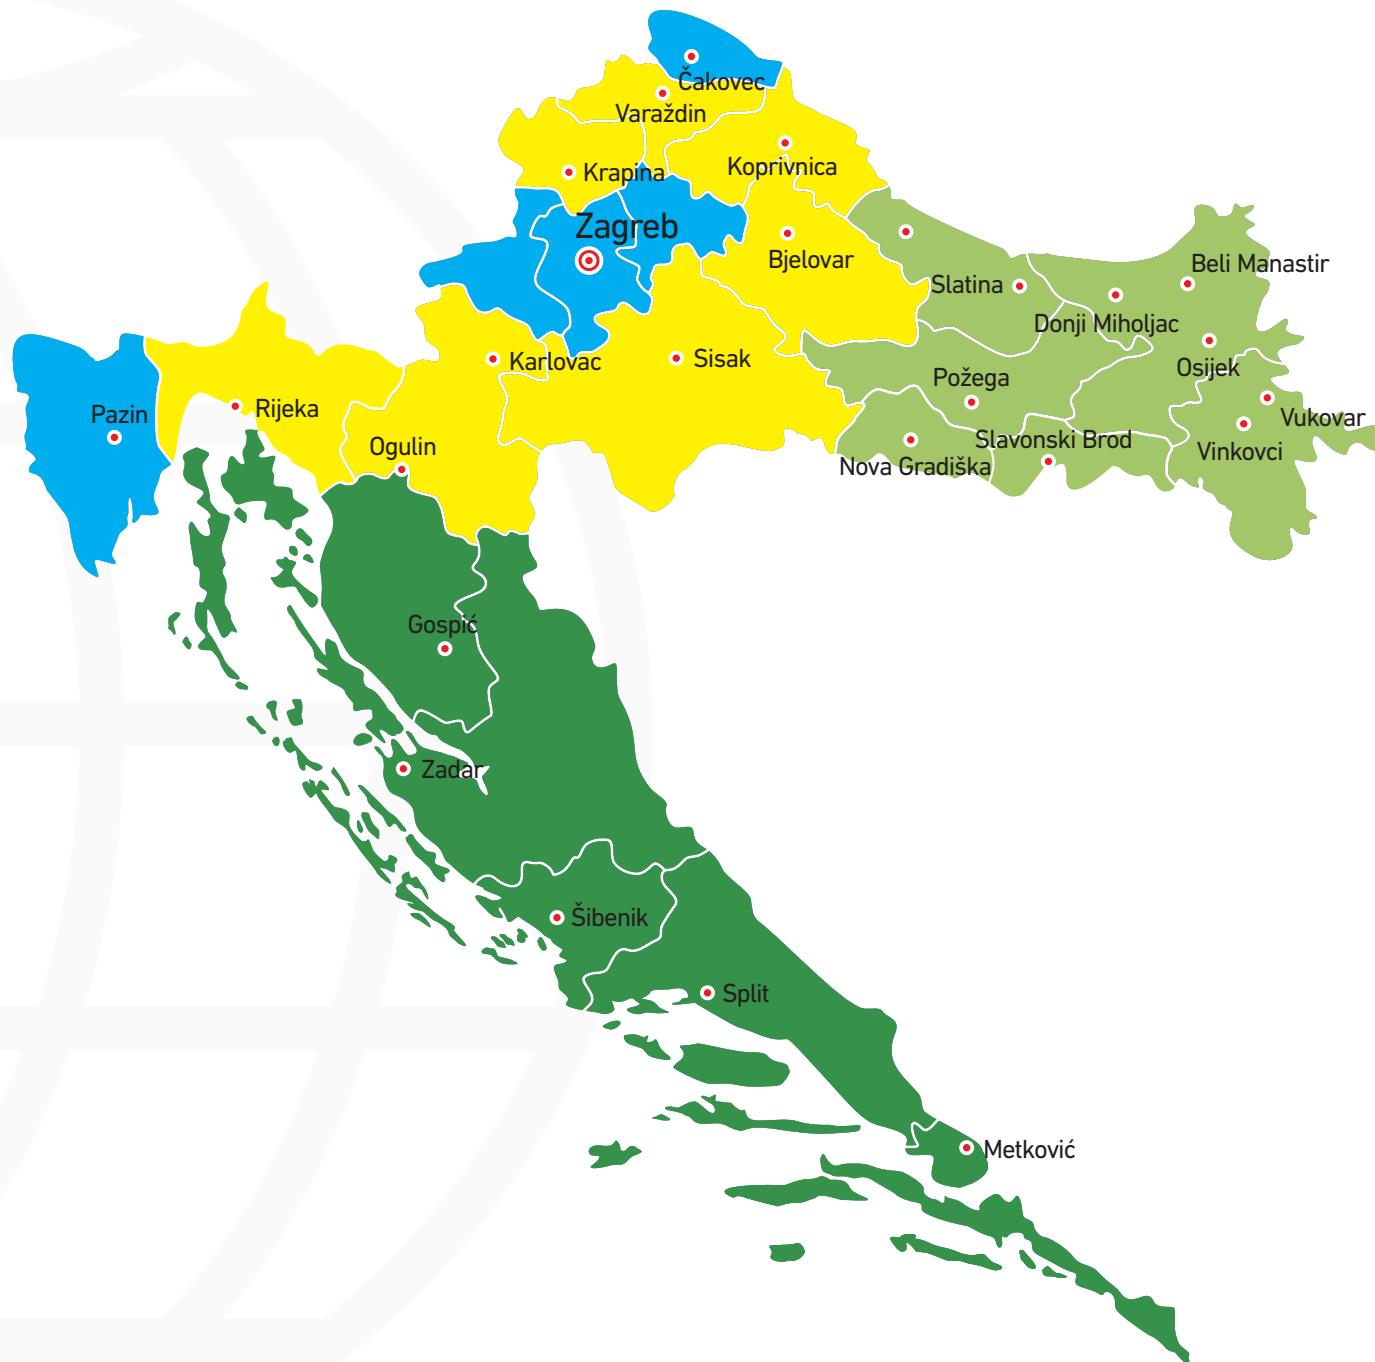 Čakovec
Varaždin
Krapina
Koprivnica
Zagreb
Bjelovar
Beli Manastir
Slatina
Donji Miholjac
Karlovac
Sisak
Osijek
Požega
Pazin
Rijeka
Vukovar
Ogulin
Slavonski Brod
Vinkovci
Nova Gradiška
Gospić
Zadar
Šibenik
Split
Metković